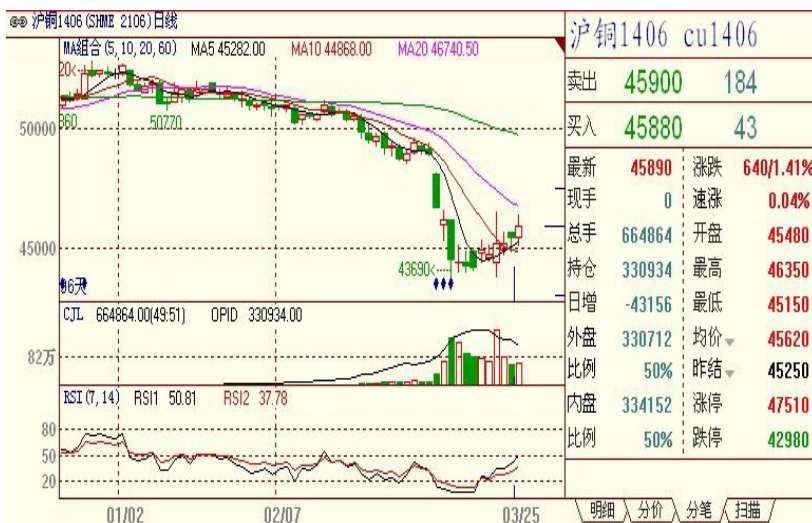 沪铜1406(SHME 2106)日线
MA组合(5,10,20,60) MA5 45282.00 MA10 44868.00 MA20 46740.50
20
50000
360
50770
45000
43690
96天
CJL 664864.00(49:51) OPID 330934.00
82万
RSI(7,14) RSI1 50.81 RSI2 37.78
80
50
20
01/02 02/07 03/25
沪铜1406 cu1406
卖出 45900 184
买入 45880 43
最新 45890 涨跌 640/1.41%
现手 0 速涨 0.04%
总手 664864 开盘 45480
持仓 330934 最高 46350
日增 -43156 最低 45150
外盘 330712 均价 45620
比例 50% 昨结 45250
内盘 334152 涨停 47510
比例 50% 跌停 42980
明细 分价 分笔 扫描